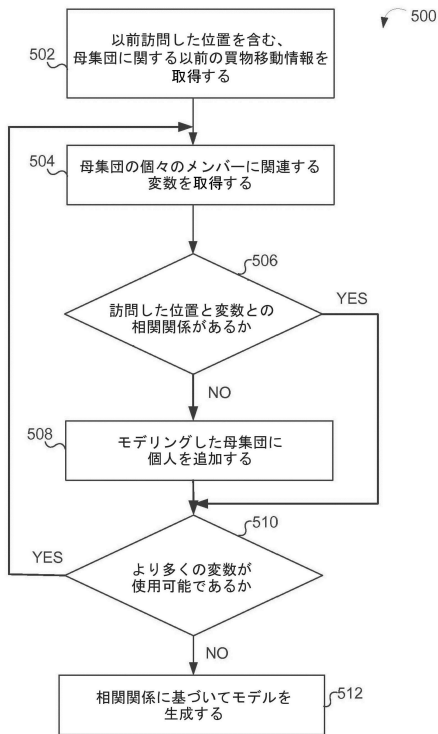 500
502
以前訪問した位置を含む、
母集団に関する以前の買物移動情報を
取得する
504
母集団の個々のメンバーに関連する
変数を取得する
506
訪問した位置と変数との
相関関係があるか
YES
NO
508
モデリングした母集団に
個人を追加する
510
YES
より多くの変数が
使用可能であるか
NO
相関関係に基づいてモデルを
生成する
512